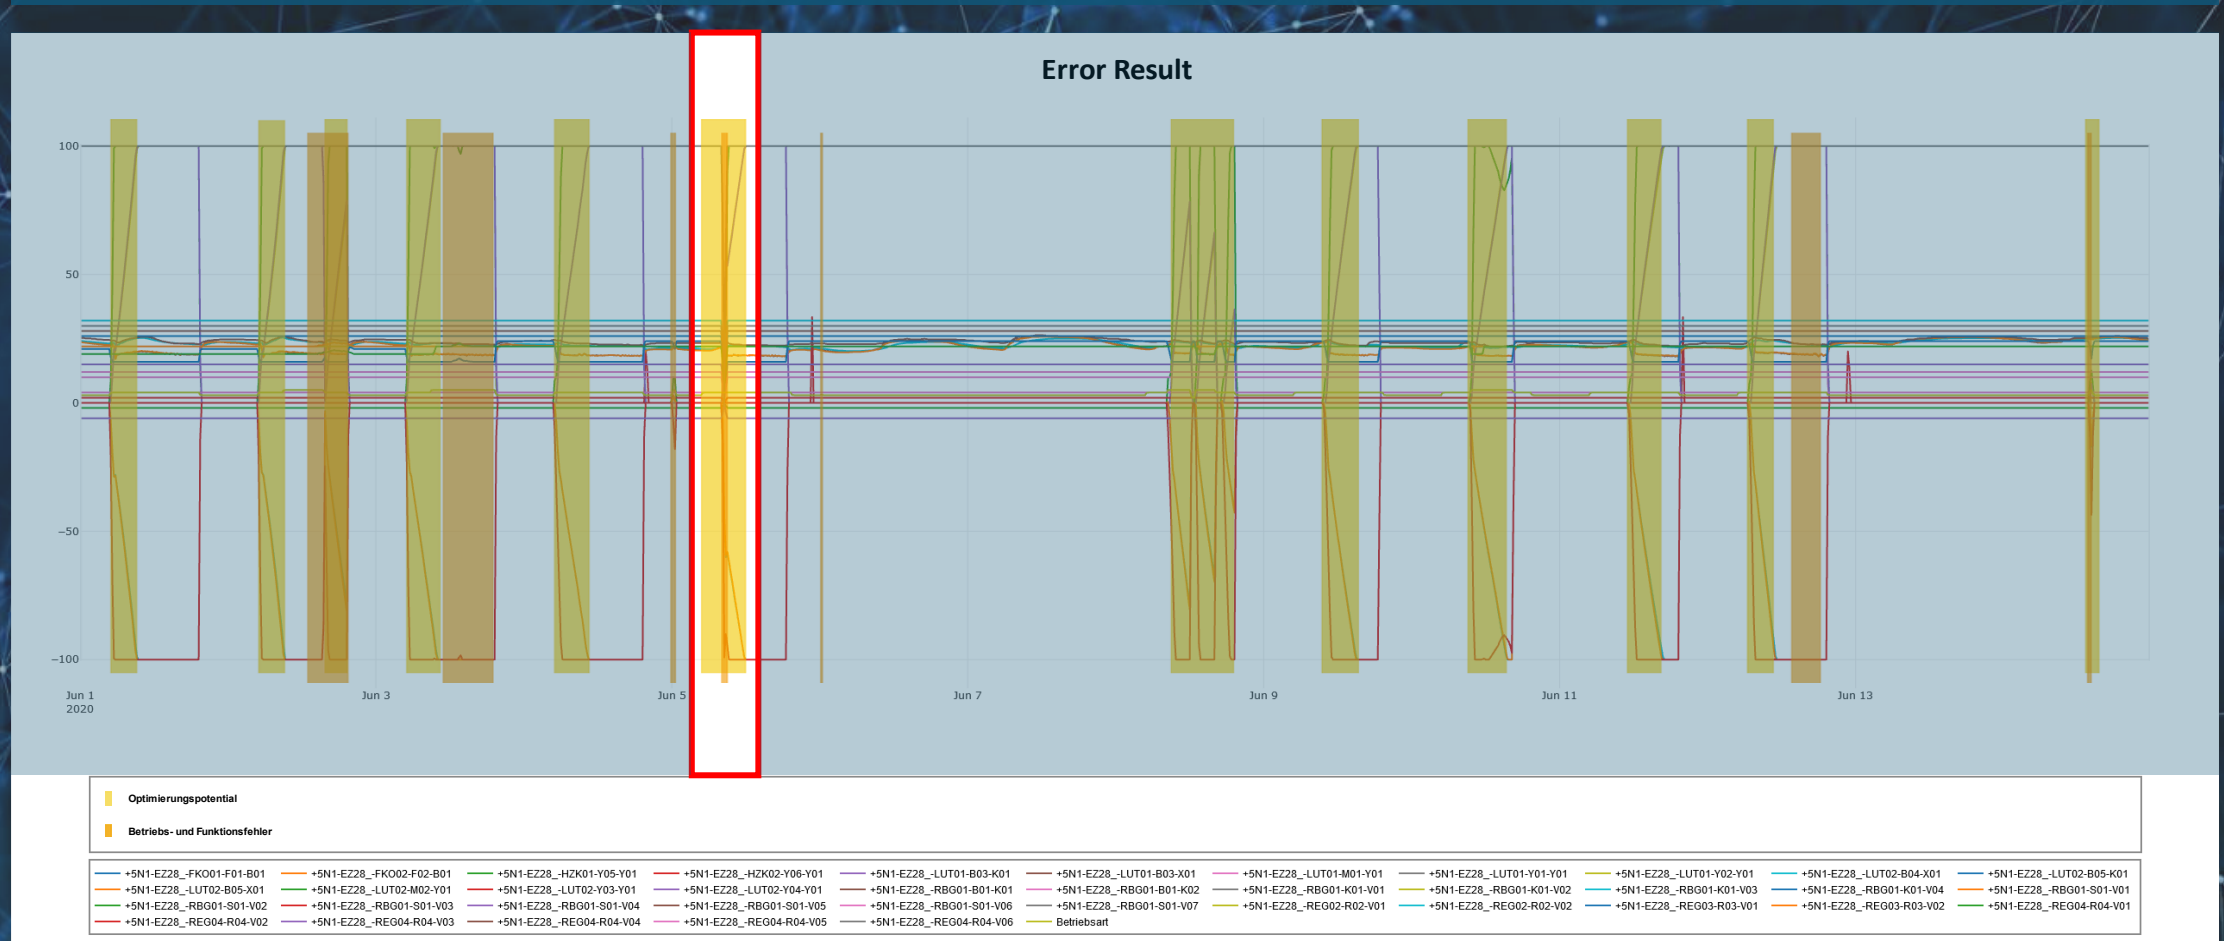 Error Result
100
50
0
−50
−100
Jun 1
2020
Jun 3
Jun 5
Jun 7
Jun 9
Jun 11
Jun 13
Optimierungspotential
Betriebs- und Funktionsfehler
+5N1-EZ28_-FKO01-F01-B01 +5N1-EZ28_-FKO02-F02-B01 +5N1-EZ28_-HZK01-Y05-Y01 +5N1-EZ28_-HZK02-Y06-Y01 +5N1-EZ28_-LUT01-B03-K01 +5N1-EZ28_-LUT01-B03-X01 +5N1-EZ28_-LUT01-M01-Y01 +5N1-EZ28_-LUT01-Y01-Y01 +5N1-EZ28_-LUT01-Y02-Y01 +5N1-EZ28_-LUT02-B04-X01 +5N1-EZ28_-LUT02-B05-K01
+5N1-EZ28_-LUT02-B05-X01 +5N1-EZ28_-LUT02-M02-Y01 +5N1-EZ28_-LUT02-Y03-Y01 +5N1-EZ28_-LUT02-Y04-Y01 +5N1-EZ28_-RBG01-B01-K01 +5N1-EZ28_-RBG01-B01-K02 +5N1-EZ28_-RBG01-K01-V01 +5N1-EZ28_-RBG01-K01-V02 +5N1-EZ28_-RBG01-K01-V03 +5N1-EZ28_-RBG01-K01-V04 +5N1-EZ28_-RBG01-S01-V01
+5N1-EZ28_-RBG01-S01-V02 +5N1-EZ28_-RBG01-S01-V03 +5N1-EZ28_-RBG01-S01-V04 +5N1-EZ28_-RBG01-S01-V05 +5N1-EZ28_-RBG01-S01-V06 +5N1-EZ28_-RBG01-S01-V07 +5N1-EZ28_-REG02-R02-V01 +5N1-EZ28_-REG02-R02-V02 +5N1-EZ28_-REG03-R03-V01 +5N1-EZ28_-REG03-R03-V02 +5N1-EZ28_-REG04-R04-V01
+5N1-EZ28_-REG04-R04-V02 +5N1-EZ28_-REG04-R04-V03 +5N1-EZ28_-REG04-R04-V04 +5N1-EZ28_-REG04-R04-V05 +5N1-EZ28_-REG04-R04-V06 Betriebsart